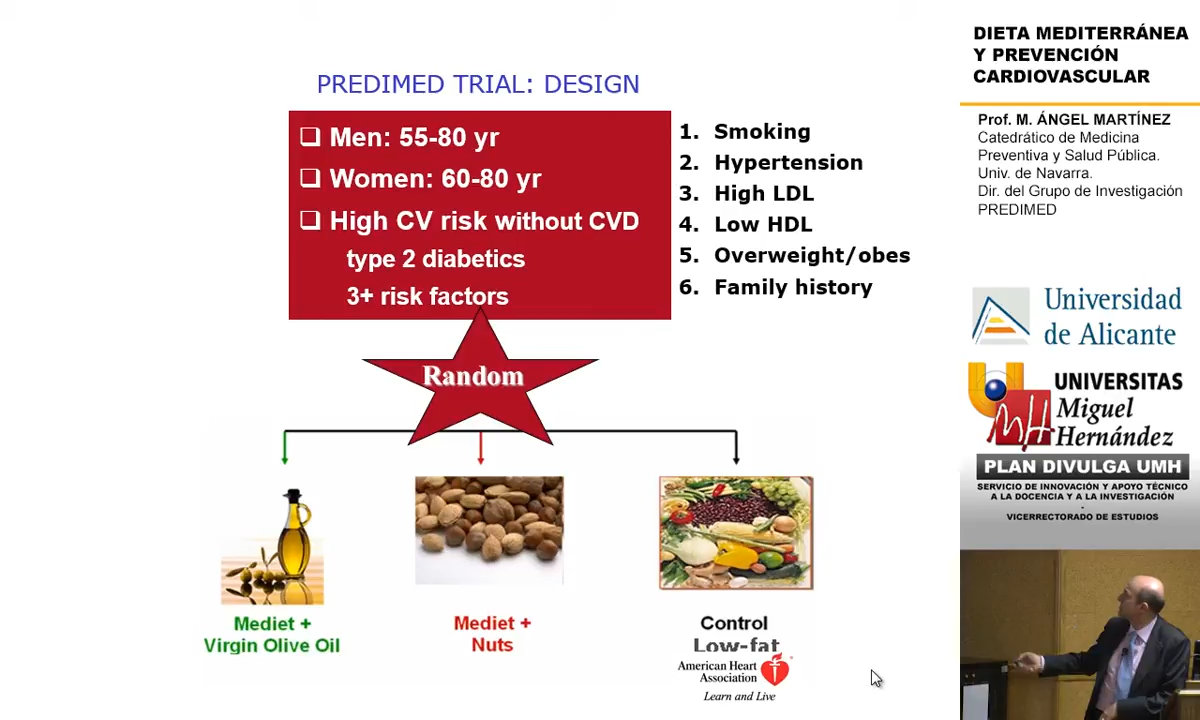 PREDIMED TRIAL: DESIGN
❑ Men: 55-80 yr
❑ Women: 60-80 yr
❑ High CV risk without CVD
type 2 diabetics
3+ risk factors
1. Smoking
2. Hypertension
3. High LDL
4. Low HDL
5. Overweight/obes
6. Family history
Random
Mediet +
Virgin Olive Oil
Mediet +
Nuts
Control
Low-fat
American Heart
Association
Learn and Live
DIETA MEDITERRÁNEA
Y PREVENCIÓN
CARDIOVASCULAR
Prof. M. ÁNGEL MARTÍNEZ
Catedrático de Medicina
Preventiva y Salud Pública.
Univ. de Navarra.
Dir. del Grupo de Investigación
PREDIMED
Universidad
de Alicante
UNIVERSITAS
Miguel
Hernández
PLAN DIVULGA UMH
SERVICIO DE INNOVACIÓN Y APOYO TÉCNICO
A LA DOCENCIA Y A LA INVESTIGACIÓN
-
VICERRECTORADO DE ESTUDIOS